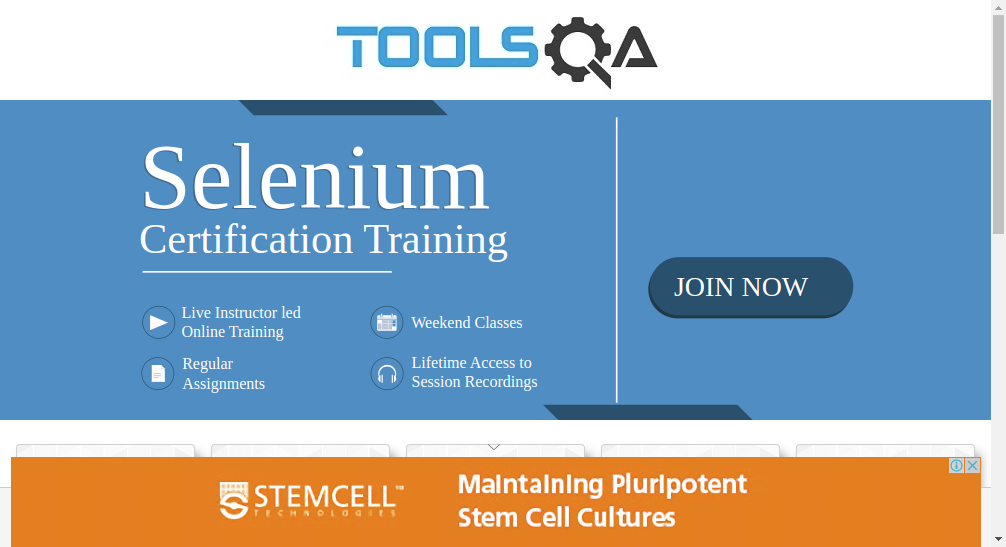 TOOLSQA
Selenium
Certification Training
Live Instructor led
Online Training
Weekend Classes
Regular
Assignments
Lifetime Access to
Session Recordings
JOIN NOW
STEMCELL™
TECHNOLOGIES
Maintaining Pluripotent
Stem Cell Cultures